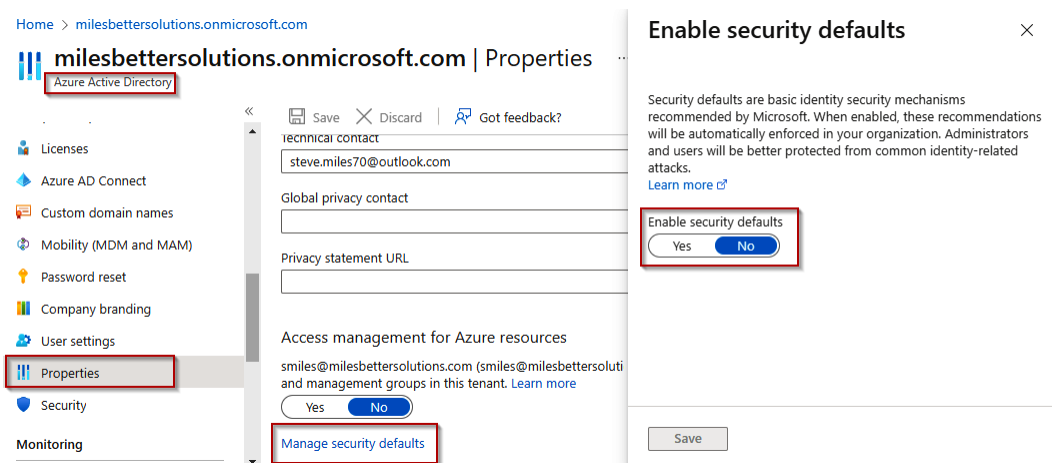 Home > milesbettersolutions.onmicrosoft.com
milesbettersolutions.onmicrosoft.com | Properties ...
Azure Active Directory
«
Licenses
Azure AD Connect
Custom domain names
Mobility (MDM and MAM)
Password reset
Company branding
User settings
Properties
Security
Monitoring
Save Discard Got feedback?
Technical contact
steve.miles70@outlook.com
Global privacy contact
Privacy statement URL
Access management for Azure resources
smiles@milesbettersolutions.com (smiles@milesbettersoluti
and management groups in this tenant. Learn more
Yes No
Manage security defaults
Enable security defaults
Security defaults are basic identity security mechanisms
recommended by Microsoft. When enabled, these recommendations
will be automatically enforced in your organization. Administrators
and users will be better protected from common identity-related
attacks.
Learn more
Enable security defaults
Yes No
Save